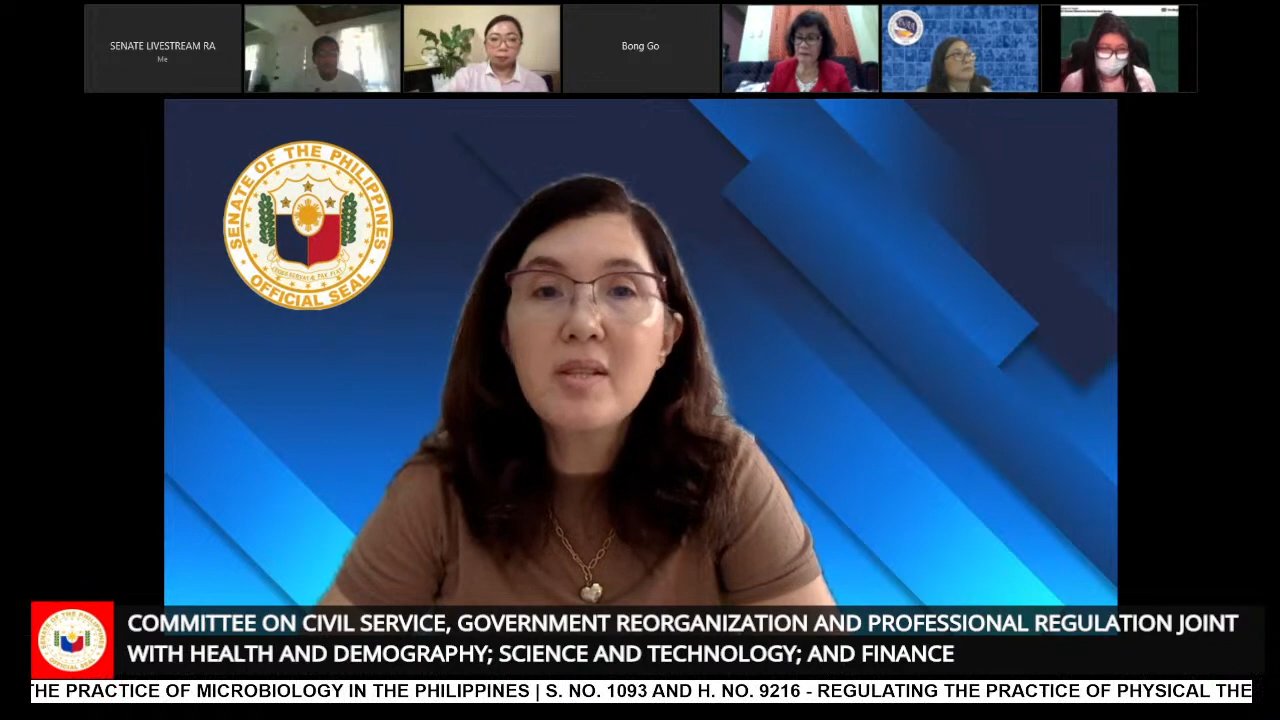 SENATE LIVESTREAM RA
Me
Bong Go
SENATE OF THE PHILIPPINES
OFFICIAL SEAL
COMMITTEE ON CIVIL SERVICE, GOVERNMENT REORGANIZATION AND PROFESSIONAL REGULATION JOINT
WITH HEALTH AND DEMOGRAPHY; SCIENCE AND TECHNOLOGY; AND FINANCE
THE PRACTICE OF MICROBIOLOGY IN THE PHILIPPINES | S. NO. 1093 AND H. NO. 9216 - REGULATING THE PRACTICE OF PHYSICAL THE